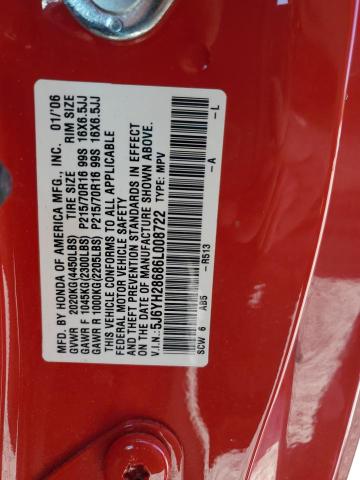 MFD. BY HONDA OF AMERICA MFG., INC. 01/'06
GVWR 2020KG(4450LBS) TIRE SIZE RIM SIZE
GAWR F 1045KG(2300LBS) P215/70R16 99S 16X6.5JJ
GAWR R 1000KG(2205LBS) P215/70R16 99S 16X6.5JJ
THIS VEHICLE CONFORMS TO ALL APPLICABLE
FEDERAL MOTOR VEHICLE SAFETY
AND THEFT PREVENTION STANDARDS IN EFFECT
ON THE DATE OF MANUFACTURE SHOWN ABOVE.
V.I.N: 5J6YH28686L008722 TYPE: MPV
SCW 6 AB5 -R513 -A -L